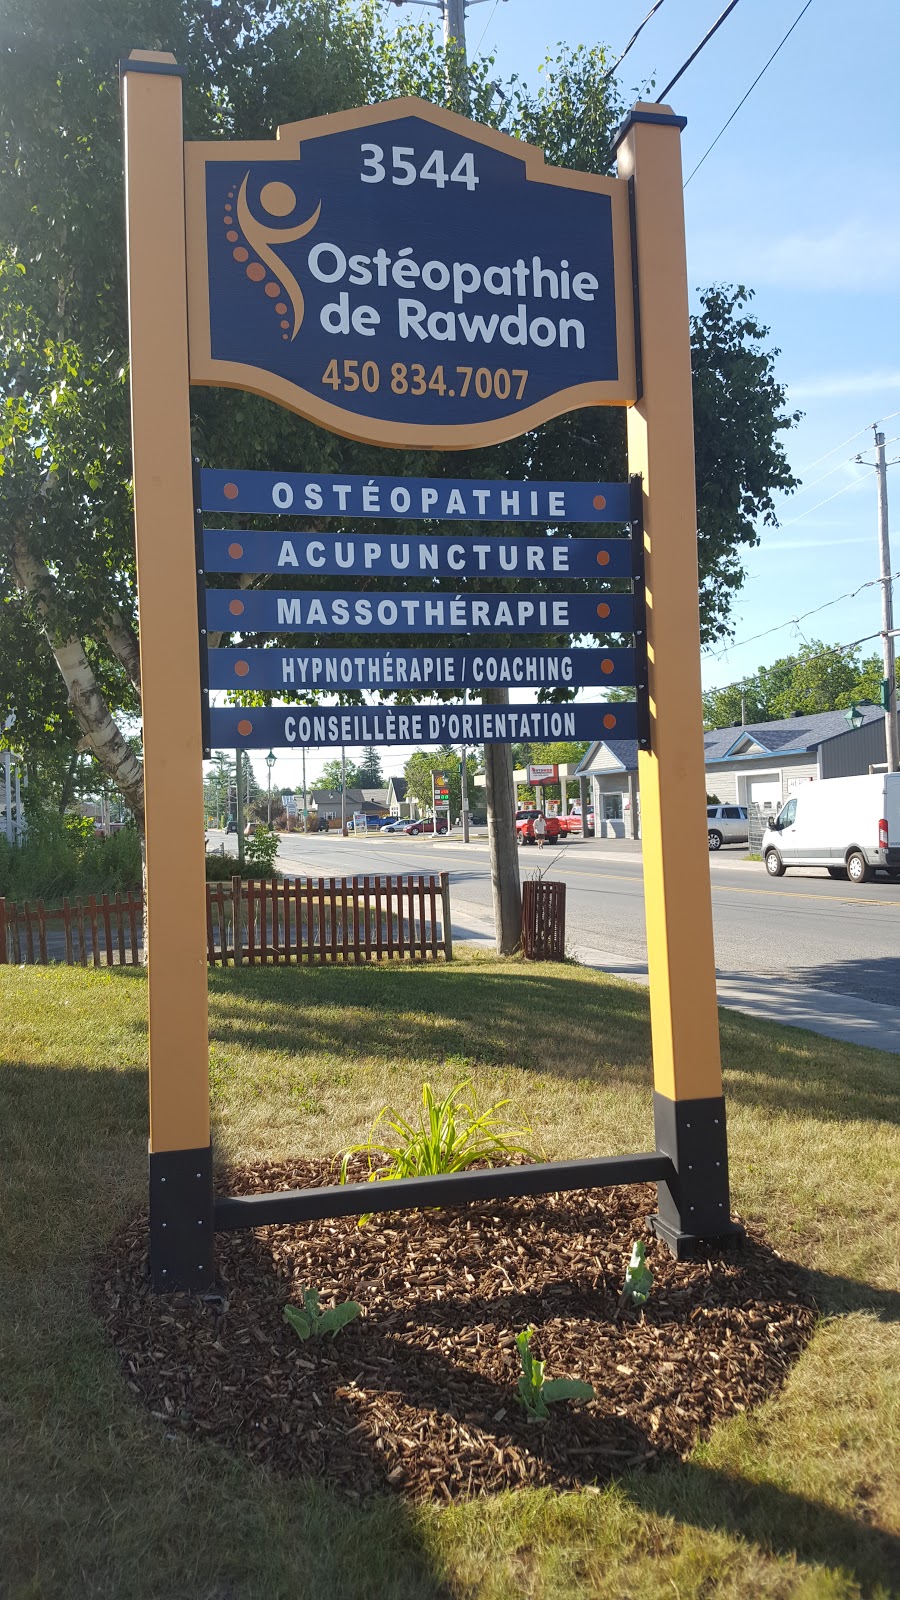 3544
Ostéopathie
de Rawdon
450 834.7007
OSTÉOPATHIE
ACUPUNCTURE
MASSOTHÉRAPIE
HYPNOTHÉRAPIE / COACHING
CONSEILLÈRE D'ORIENTATION